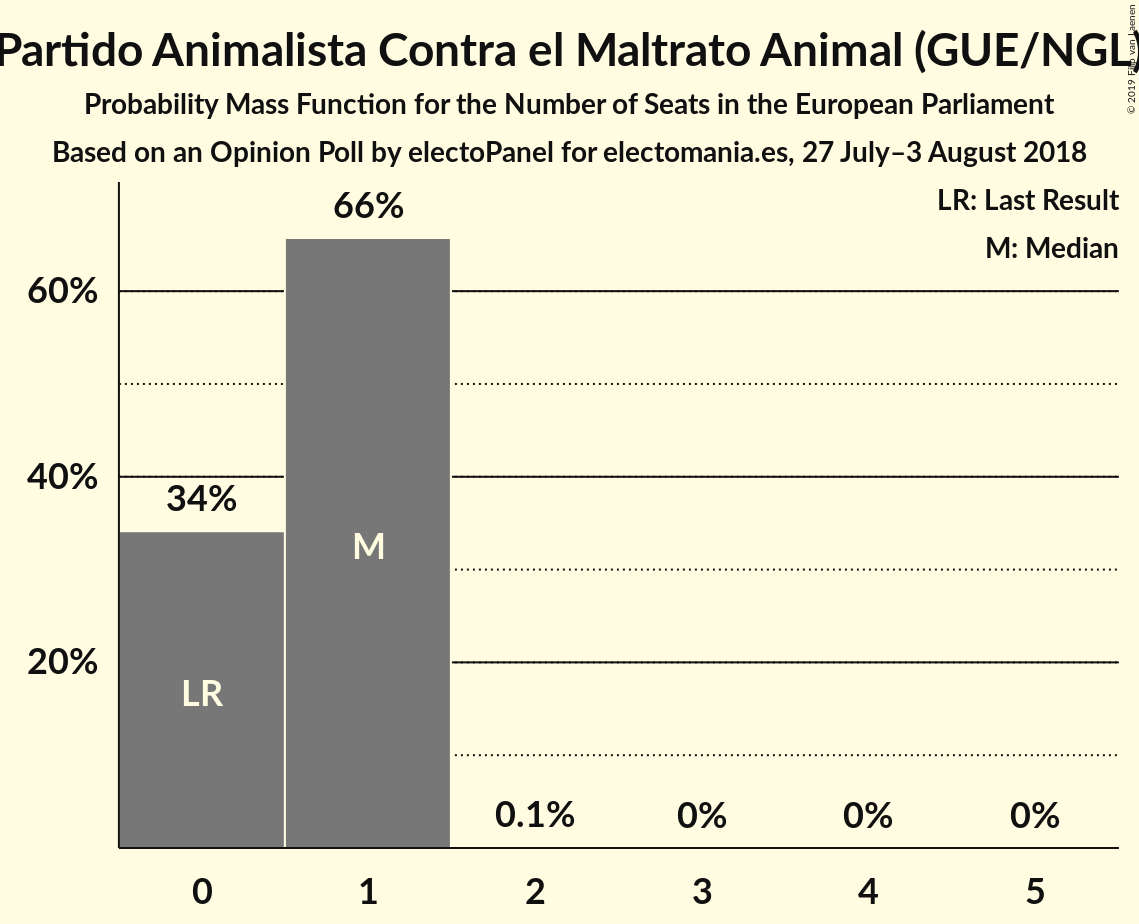 Partido Animalista Contra el Maltrato Animal (GUE/NGL)
Probability Mass Function for the Number of Seats in the European Parliament
Based on an Opinion Poll by electoPanel for electomania.es, 27 July–3 August 2018
© 2019 Filip van Laenen
LR: Last Result
M: Median
66%
60%
40%
34%
M
20%
LR
0.1%
0%
0%
0%
0
1
2
3
4
5